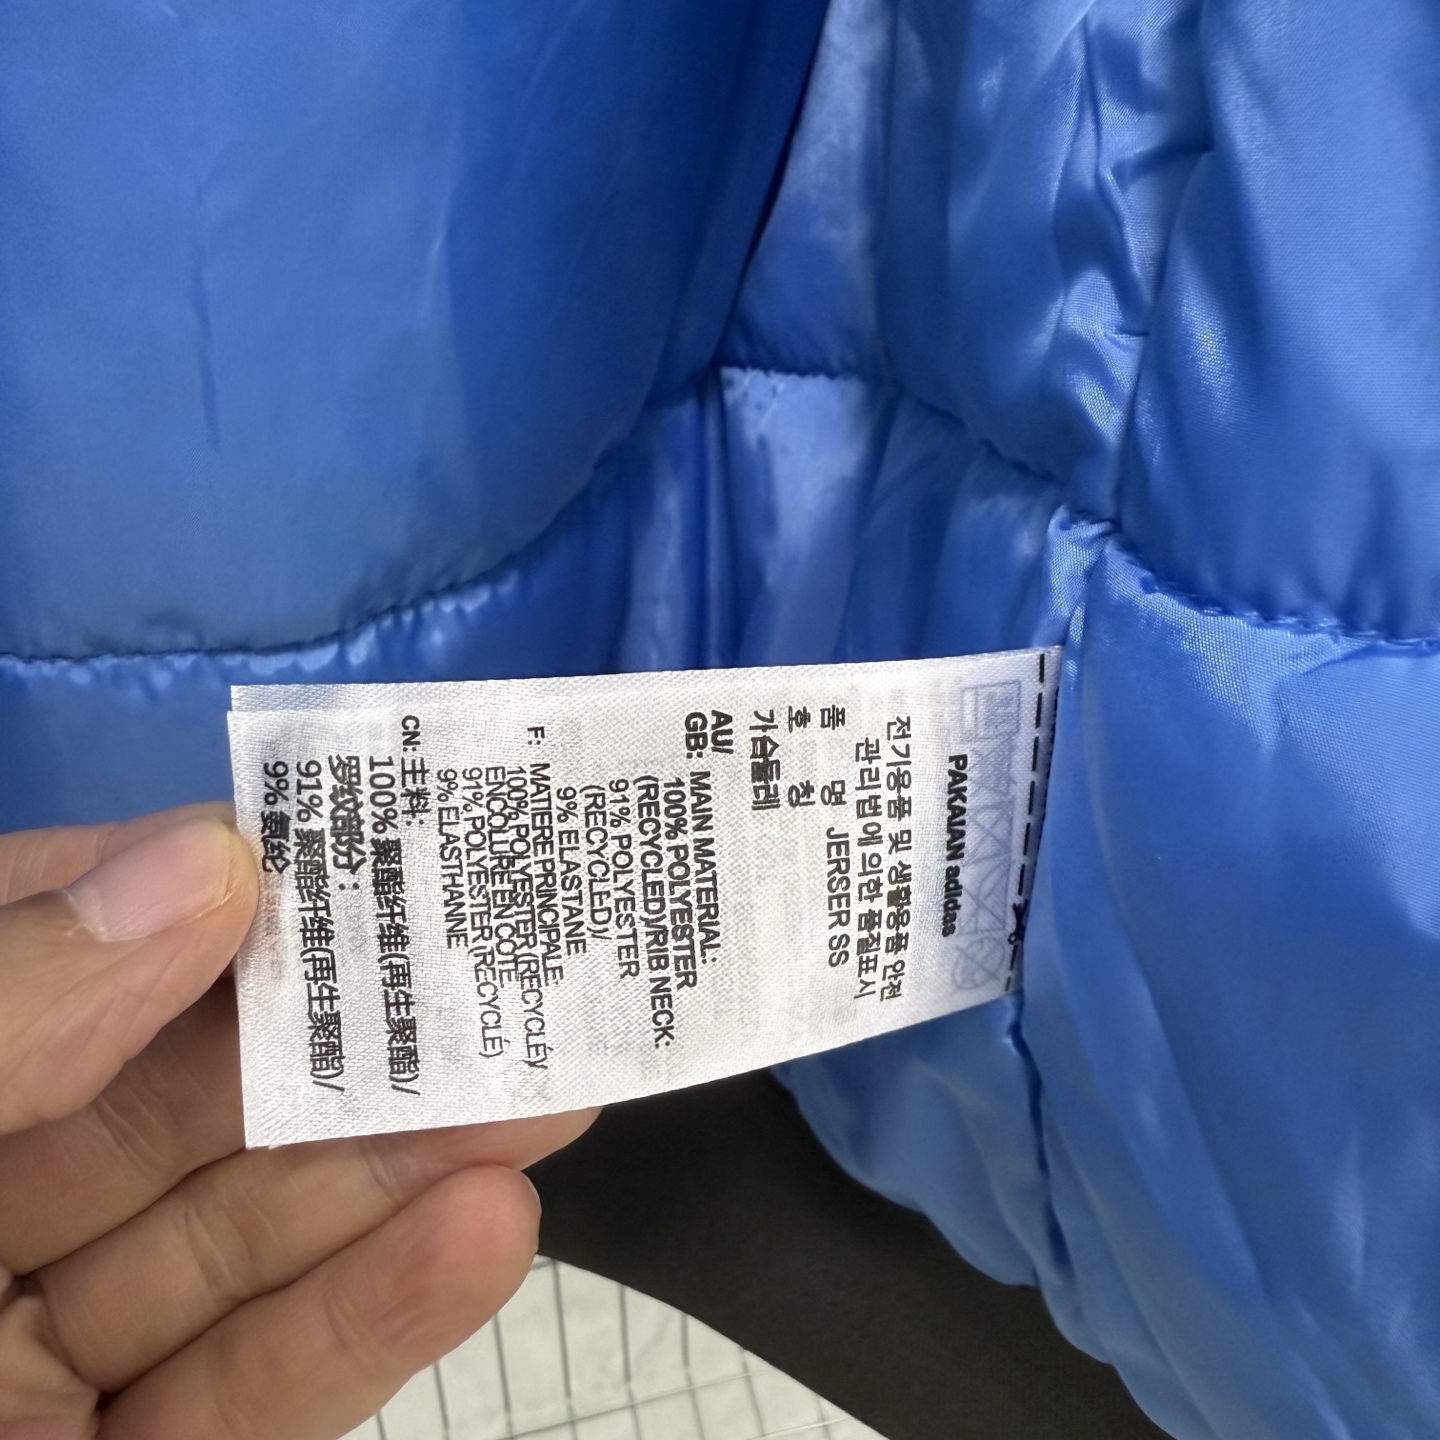 PAKAIAN adidas
전기용품 및 생활용품 안전
관리법에 의한 품질표시
품 명 JERSER SS
호 칭
가슴둘레
AU/
GB: MAIN MATERIAL:
100% POLYESTER
(RECYCLED)/RIB NECK:
91% POLYESTER
(RECYCLED)/
9% ELASTANE
F: MATIERE PRINCIPALE:
100% POLYESTER (RECYCLÉ)/
ENCOLURE EN CÔTE
91% POLYESTER (RECYCLÉ)
9% ELASTHANNE
CN: 主料:
100% 聚酯纤维(再生聚酯)/
罗纹部分:
91% 聚酯纤维(再生聚酯)/
9% 氨纶